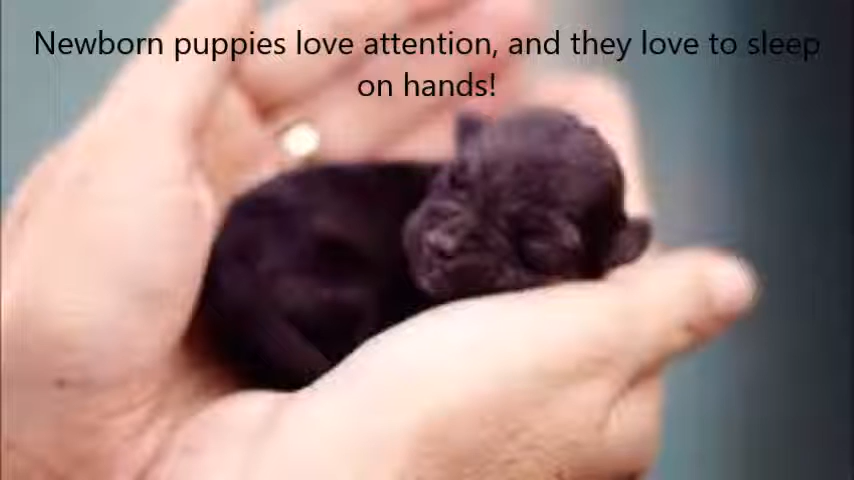 Newborn puppies love attention, and they love to sleep
on hands!